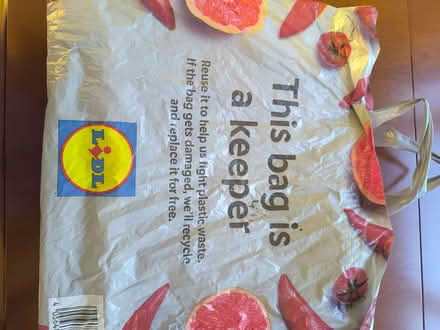 This bag is
a keeper
Reuse it to help us fight plastic waste.
If the bag gets damaged, we'll recycle
and replace it for free.
LIDL